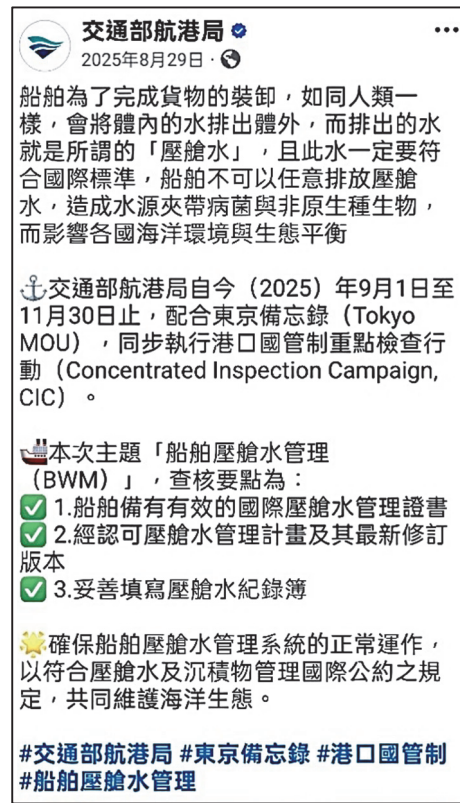 交通部航港局
2025年8月29日 ·
船舶為了完成貨物的裝卸，如同人類一
樣，會將體內的水排出體外，而排出的水
就是所謂的「壓艙水」，且此水一定要符
合國際標準，船舶不可以任意排放壓艙
水，造成水源夾帶病菌與非原生種生物，
而影響各國海洋環境與生態平衡
⚓交通部航港局自今（2025）年9月1日至
11月30日止，配合東京備忘錄（Tokyo
MOU），同步執行港口國管制重點檢查行
動（Concentrated Inspection Campaign,
CIC）。
🚢本次主題「船舶壓艙水管理
（BWM）」，查核要點為：
✅ 1.船舶備有有效的國際壓艙水管理證書
✅ 2.經認可壓艙水管理計畫及其最新修訂
版本
✅ 3.妥善填寫壓艙水紀錄簿
🌟確保船舶壓艙水管理系統的正常運作，
以符合壓艙水及沉積物管理國際公約之規
定，共同維護海洋生態。
#交通部航港局 #東京備忘錄 #港口國管制
#船舶壓艙水管理